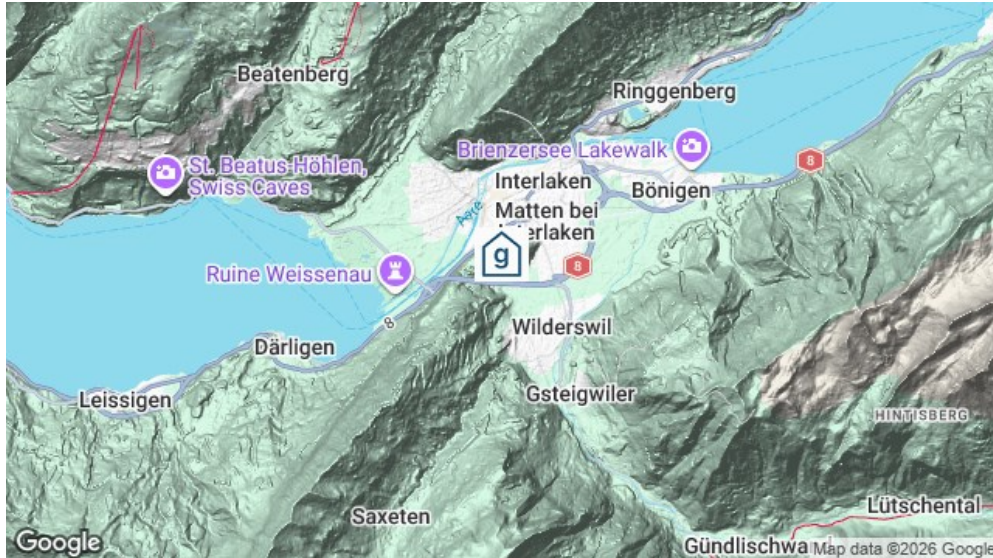 Beatenberg
Ringgenberg
St. Beatus-Höhlen,
Swiss Caves
Brienzersee Lakewalk
8
Interlaken
Bönigen
Aare
Matten bei
Interlaken
g
Ruine Weissenau
8
8
Wilderswil
Därligen
Leissigen
Gsteigwiler
HINTISBERG
Lütschental
Saxeten
Google
Map data ©2026 Google